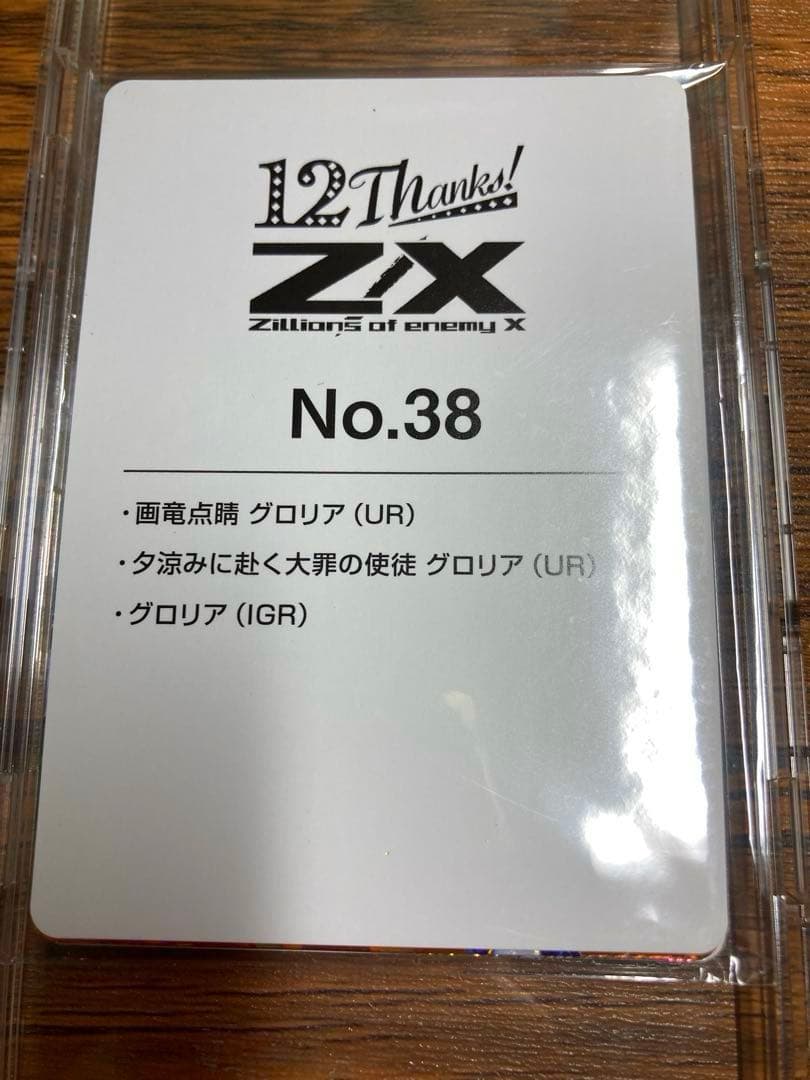 12 Thanks!
Z/X
Zillions of enemy X
No.38
・画竜点睛 グロリア（UR）
・夕涼みに赴く大罪の使徒 グロリア（UR）
・グロリア（IGR）